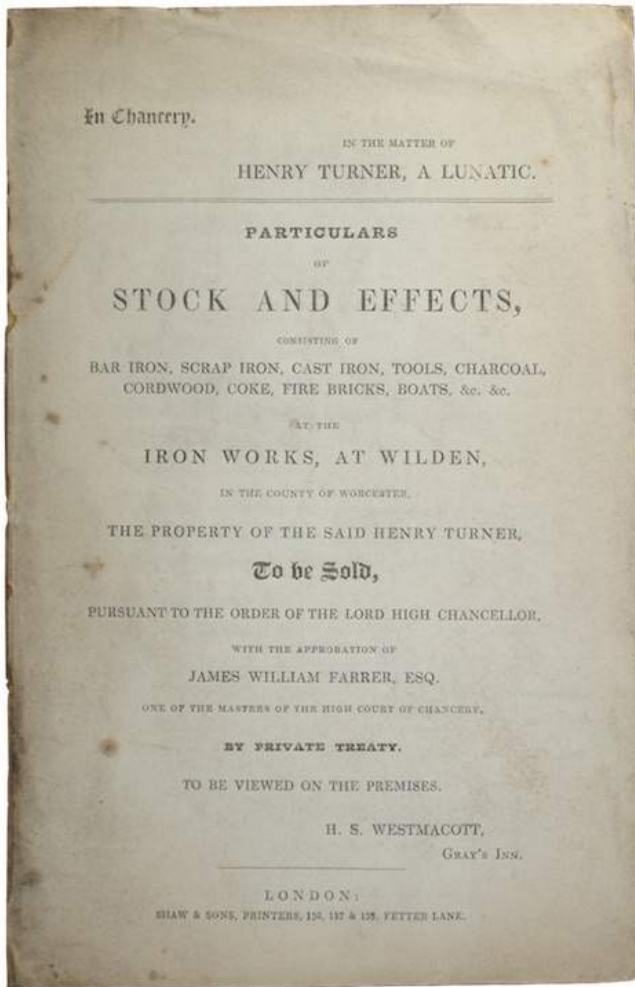 In Chancery.
IN THE MATTER OF
HENRY TURNER, A LUNATIC.
PARTICULARS
OF
STOCK AND EFFECTS,
CONSISTING OF
BAR IRON, SCRAP IRON, CAST IRON, TOOLS, CHARCOAL,
CORDWOOD, COKE, FIRE BRICKS, BOATS, &c. &c.
AT THE
IRON WORKS, AT WILDEN,
IN THE COUNTY OF WORCESTER,
THE PROPERTY OF THE SAID HENRY TURNER,
To be Sold,
PURSUANT TO THE ORDER OF THE LORD HIGH CHANCELLOR,
WITH THE APPROBATION OF
JAMES WILLIAM FARRER, ESQ.
ONE OF THE MASTERS OF THE HIGH COURT OF CHANCERY,
BY PRIVATE TREATY.
TO BE VIEWED ON THE PREMISES.
H. S. WESTMACOTT,
GRAY'S INN.
LONDON:
SHAW & SONS, PRINTERS, 136, 137 & 138, FETTER LANE.